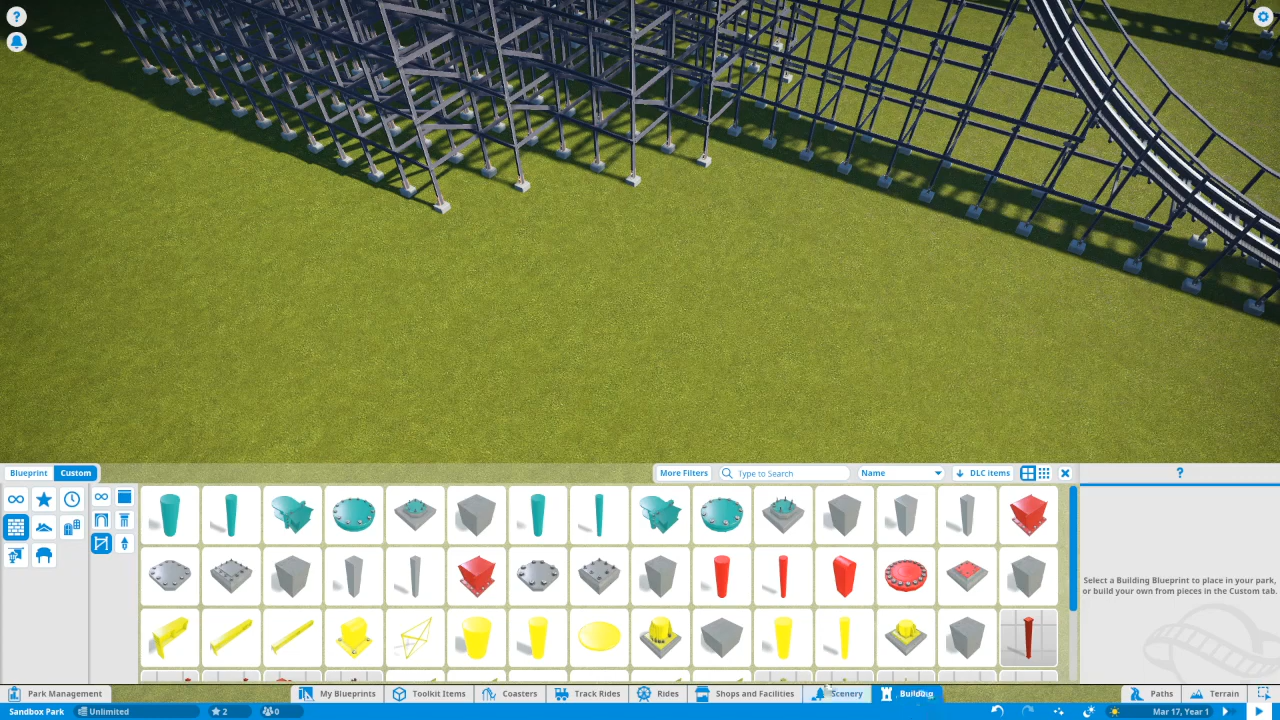 ?
Blueprint
Custom
More Filters
Type to Search
Name
DLC items
?
Select a Building Blueprint to place in your park,
or build your own from pieces in the Custom tab.
Park Management
My Blueprints
Toolkit Items
Coasters
Track Rides
Rides
Shops and Facilities
Scenery
Building
Paths
Terrain
Sandbox Park
Unlimited
2
0
Mar 17, Year 1